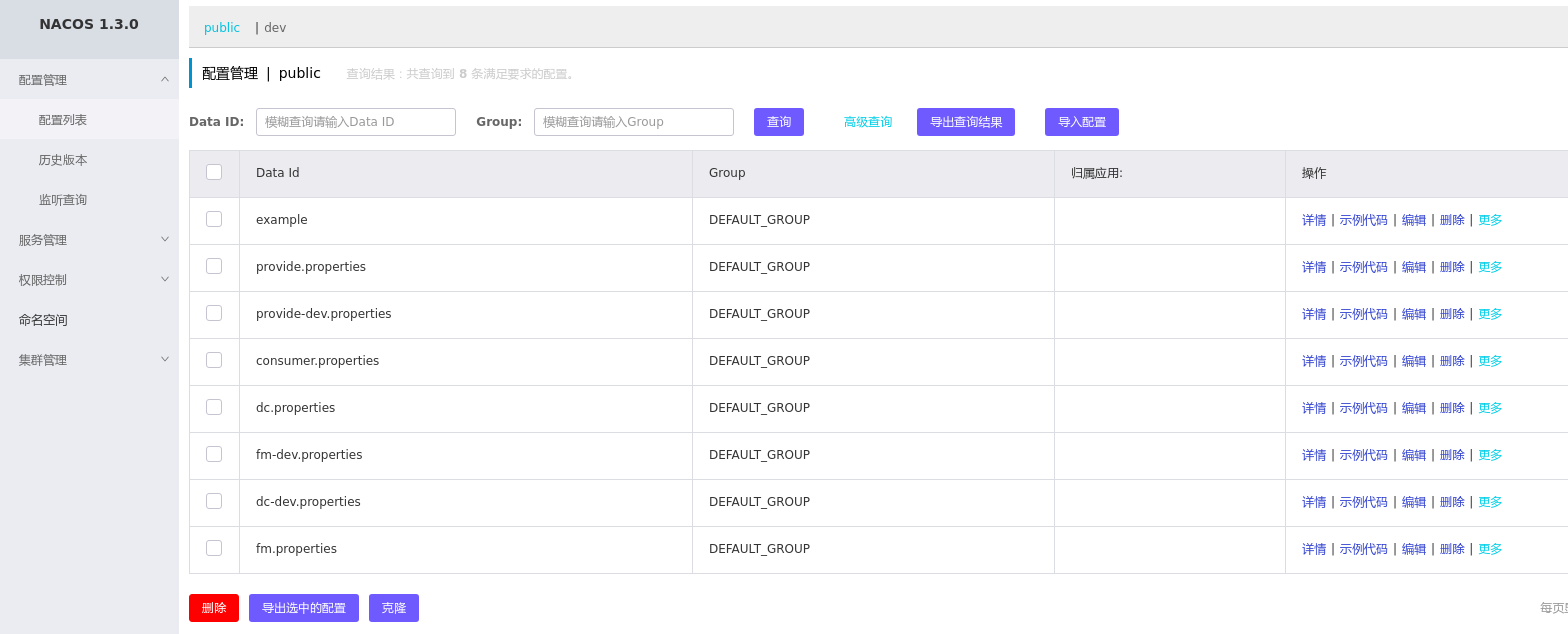 NACOS 1.3.0
配置管理
配置列表
历史版本
监听查询
服务管理
权限控制
命名空间
集群管理
public | dev
配置管理 | public 查询结果：共查询到 8 条满足要求的配置。
Data ID: 模糊查询请输入Data ID Group: 模糊查询请输入Group 查询 高级查询 导出查询结果 导入配置
Data Id Group 归属应用: 操作
example DEFAULT_GROUP 详情 | 示例代码 | 编辑 | 删除 | 更多
provide.properties DEFAULT_GROUP 详情 | 示例代码 | 编辑 | 删除 | 更多
provide-dev.properties DEFAULT_GROUP 详情 | 示例代码 | 编辑 | 删除 | 更多
consumer.properties DEFAULT_GROUP 详情 | 示例代码 | 编辑 | 删除 | 更多
dc.properties DEFAULT_GROUP 详情 | 示例代码 | 编辑 | 删除 | 更多
fm-dev.properties DEFAULT_GROUP 详情 | 示例代码 | 编辑 | 删除 | 更多
dc-dev.properties DEFAULT_GROUP 详情 | 示例代码 | 编辑 | 删除 | 更多
fm.properties DEFAULT_GROUP 详情 | 示例代码 | 编辑 | 删除 | 更多
删除 导出选中的配置 克隆 每页